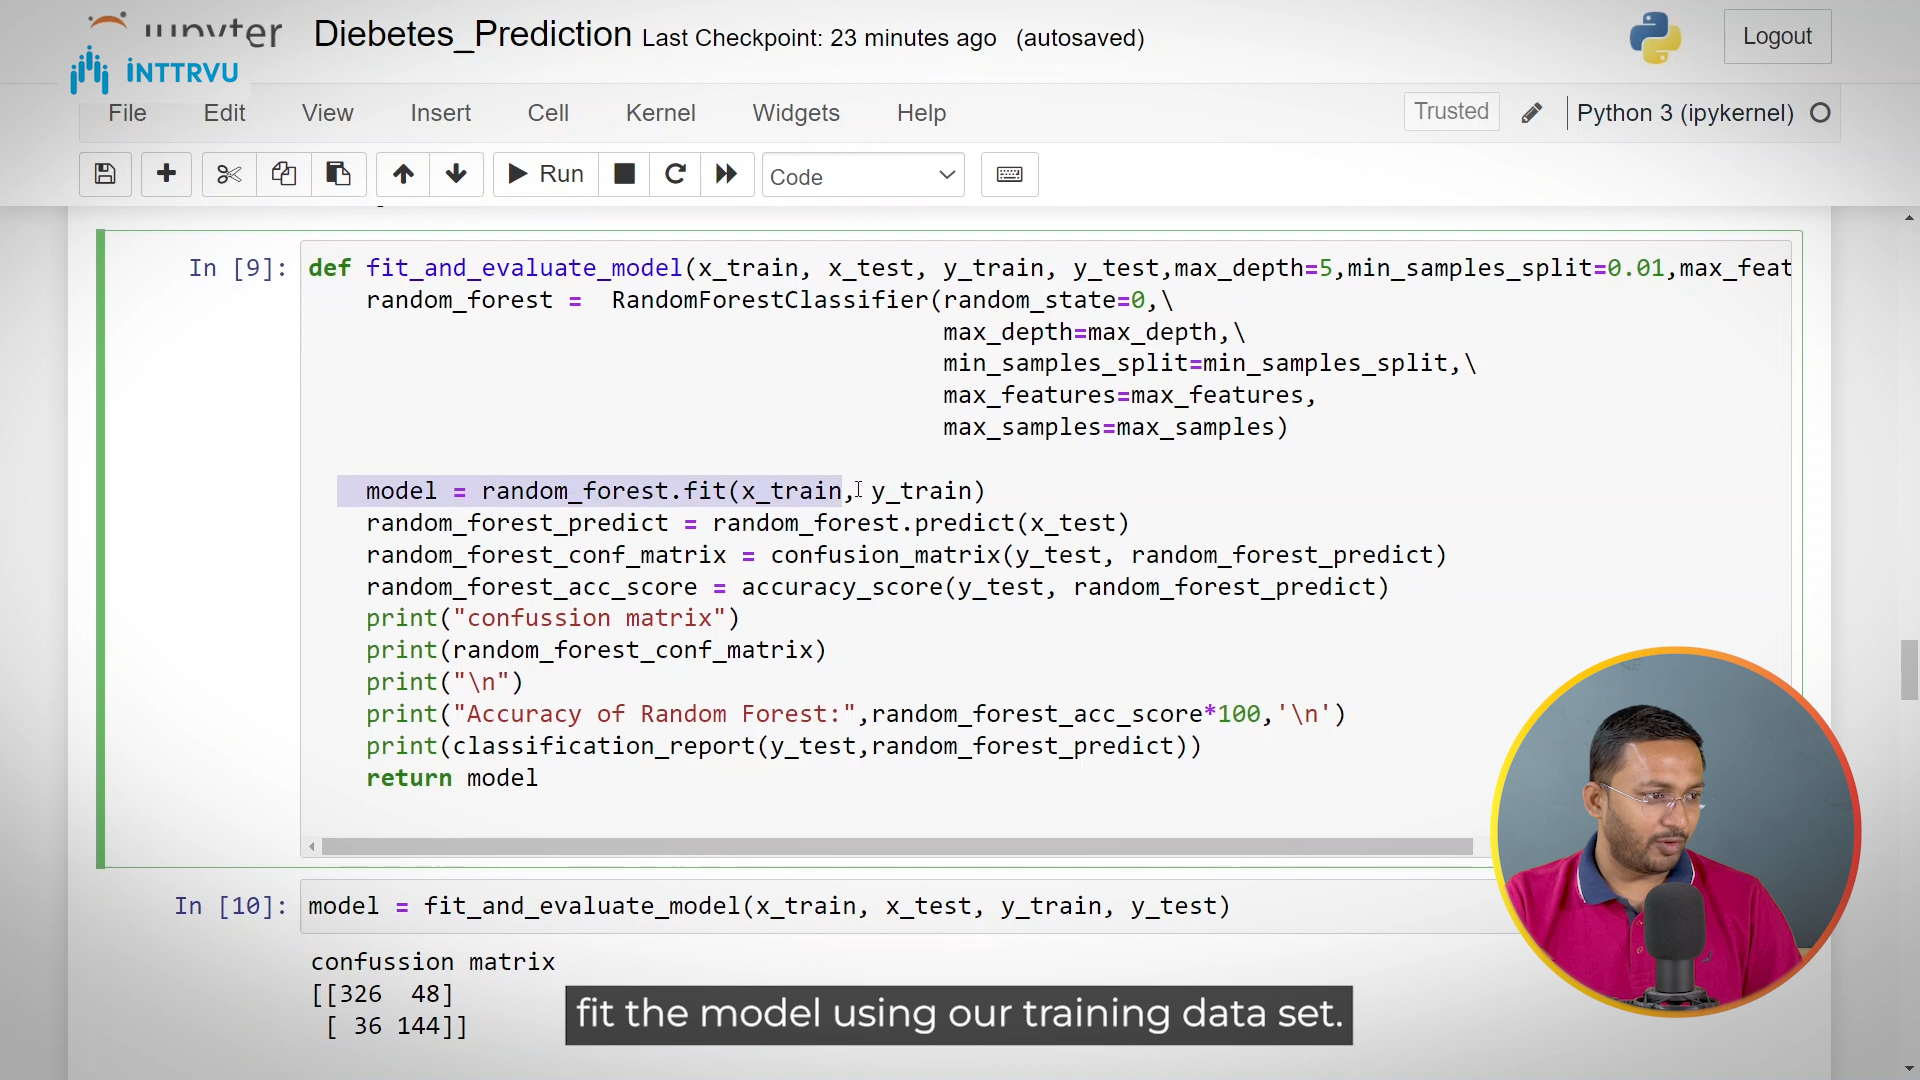 jupyter Diebetes_Prediction Last Checkpoint: 23 minutes ago (autosaved) Logout
İNTTRVU
File Edit View Insert Cell Kernel Widgets Help Trusted Python 3 (ipykernel)
Run Code
In [9]: def fit_and_evaluate_model(x_train, x_test, y_train, y_test,max_depth=5,min_samples_split=0.01,max_feat
random_forest =  RandomForestClassifier(random_state=0,\
max_depth=max_depth,\
min_samples_split=min_samples_split,\
max_features=max_features,
max_samples=max_samples)
model = random_forest.fit(x_train, y_train)
random_forest_predict = random_forest.predict(x_test)
random_forest_conf_matrix = confusion_matrix(y_test, random_forest_predict)
random_forest_acc_score = accuracy_score(y_test, random_forest_predict)
print("confussion matrix")
print(random_forest_conf_matrix)
print("\n")
print("Accuracy of Random Forest:",random_forest_acc_score*100,'\n')
print(classification_report(y_test,random_forest_predict))
return model
In [10]: model = fit_and_evaluate_model(x_train, x_test, y_train, y_test)
confussion matrix
[[326  48]
[ 36 144]]
fit the model using our training data set.